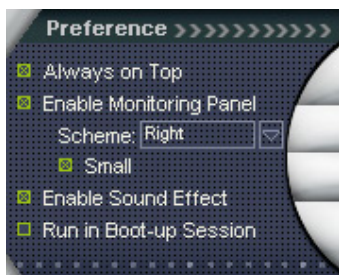 Preference >>>>>>>>>>>
Always on Top
Enable Monitoring Panel
Scheme: Right
Small
Enable Sound Effect
Run in Boot-up Session